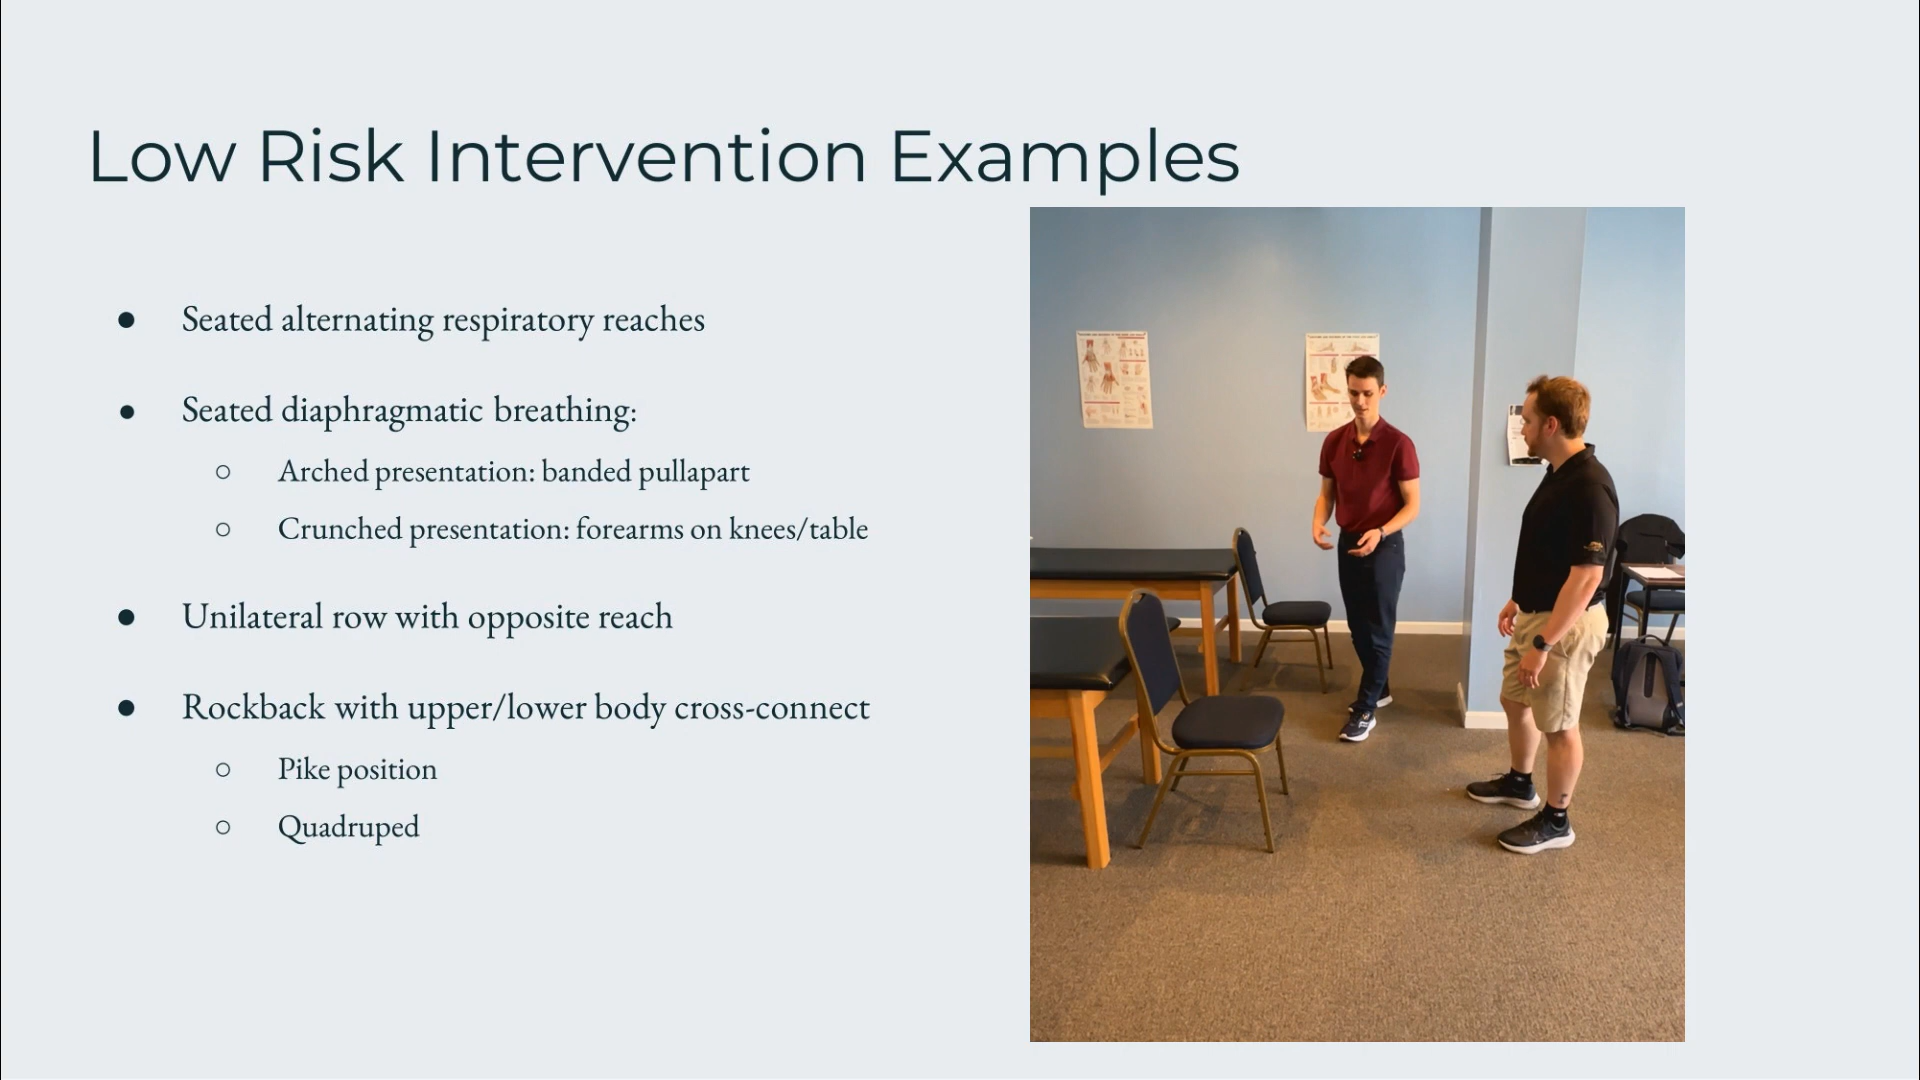 Low Risk Intervention Examples
● Seated alternating respiratory reaches
● Seated diaphragmatic breathing:
○ Arched presentation: banded pullapart
○ Crunched presentation: forearms on knees/table
● Unilateral row with opposite reach
● Rockback with upper/lower body cross-connect
○ Pike position
○ Quadruped